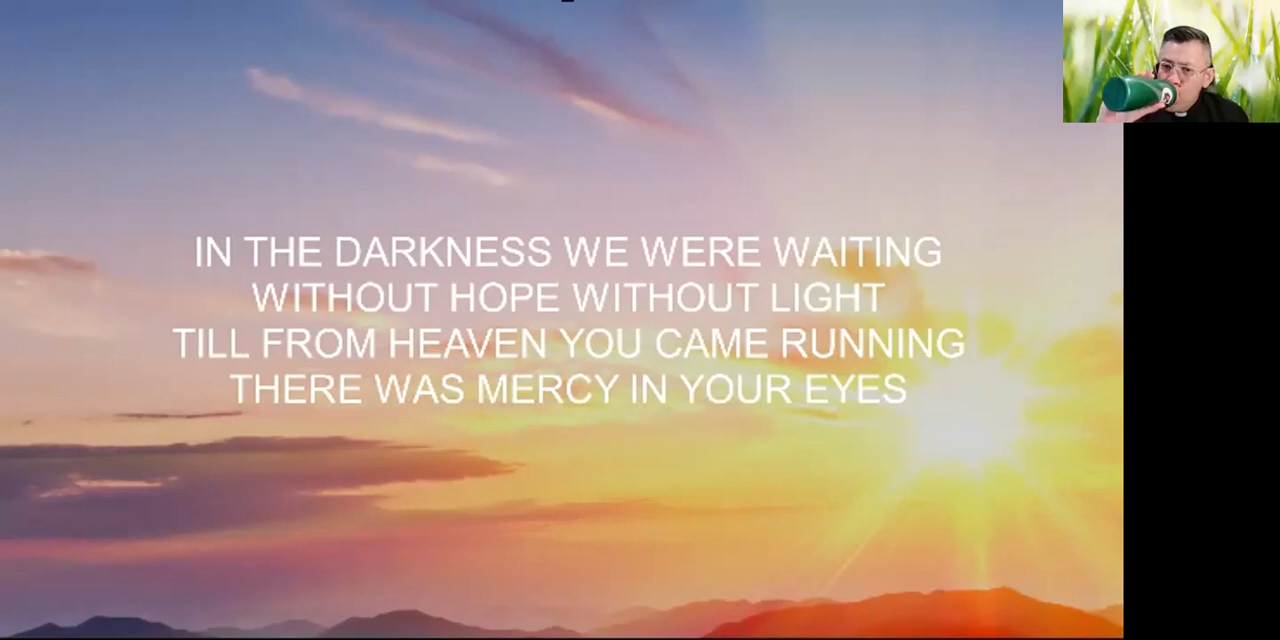 IN THE DARKNESS WE WERE WAITING
WITHOUT HOPE WITHOUT LIGHT
TILL FROM HEAVEN YOU CAME RUNNING
THERE WAS MERCY IN YOUR EYES